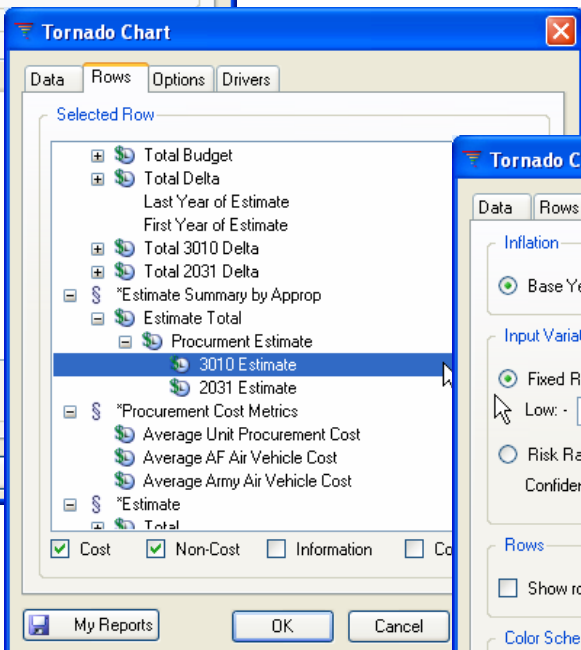 Tornado Chart
Data Rows Options Drivers
Selected Row
Total Budget
Total Delta
Last Year of Estimate
First Year of Estimate
Total 3010 Delta
Total 2031 Delta
§ *Estimate Summary by Approp
Estimate Total
Procurment Estimate
3010 Estimate
2031 Estimate
§ *Procurement Cost Metrics
Average Unit Procurement Cost
Average AF Air Vehicle Cost
Average Army Air Vehicle Cost
§ *Estimate
Total
Cost Non-Cost Information Co
My Reports OK Cancel
Tornado C
Data Rows
Inflation
Base Ye
Input Variat
Fixed R
Low: -
Risk Ra
Confider
Rows
Show ro
Color Sche